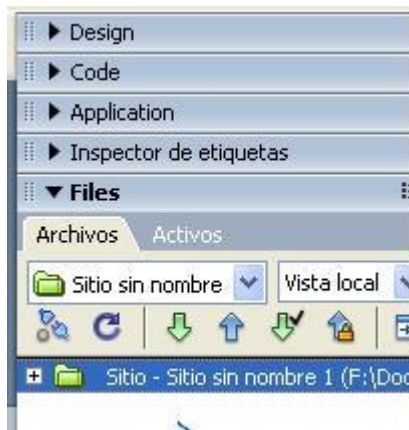 Design
Code
Application
Inspector de etiquetas
Files
Archivos Activos
Sitio sin nombre Vista local
Sitio - Sitio sin nombre 1 (F:\Doc